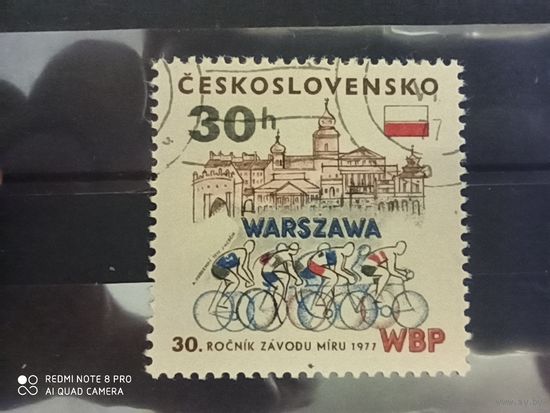 ČESKOSLOVENSKO
30h
WARSZAWA
30. ROČNÍK ZÁVODU MÍRU 1977 WBP
REDMI NOTE 8 PRO
AI QUAD CAMERA